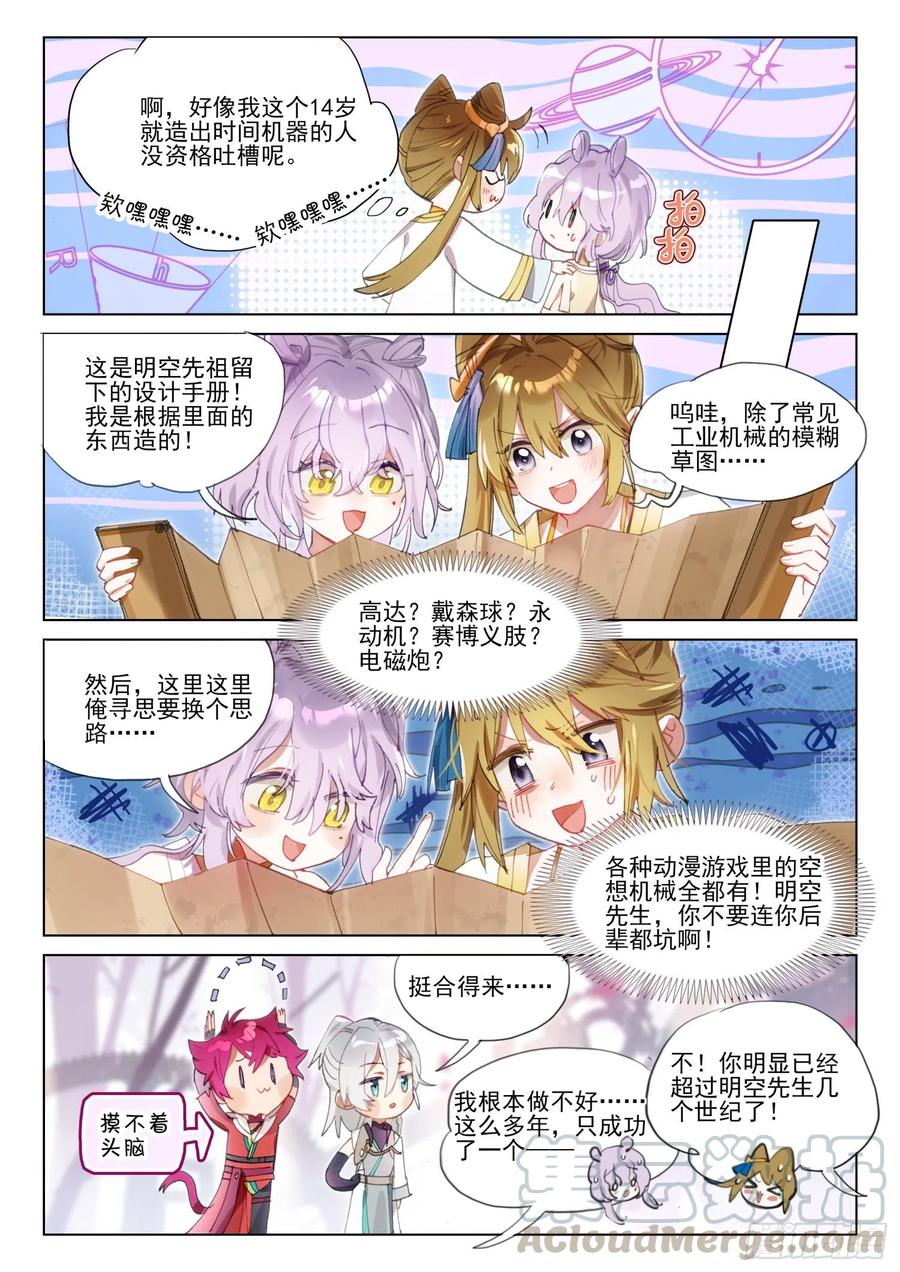 啊，好像我这个14岁
就造出时间机器的人
没资格吐槽呢。
欸嘿嘿嘿…… 欸嘿嘿嘿……
拍
拍
R
这是明空先祖留
下的设计手册！
我是根据里面的
东西造的！
呜哇，除了常见
工业机械的模糊
草图……
高达？戴森球？永
动机？赛博义肢？
电磁炮？
然后，这里这里
俺寻思要换个思
路……
各种动漫游戏里的空
想机械全都有！明空
先生，你不要连你后
辈都坑啊！
挺合得来……
摸不着
头脑
我根本做不好……
这么多年，只成功
了一个——
不！你明显已经
超过明空先生几
个世纪了！
集云数据
acloudmerge.com